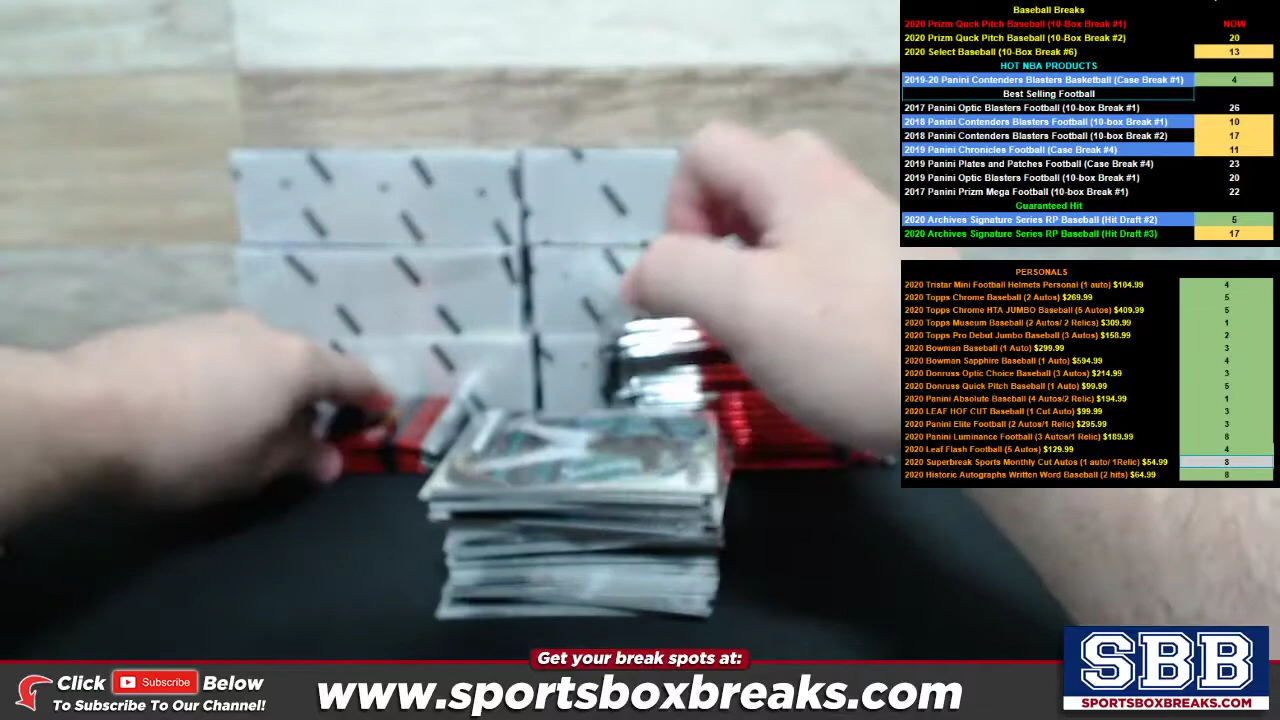 Baseball Breaks
2020 Prizm Quck Pitch Baseball (10-Box Break #1) NOW
2020 Prizm Quck Pitch Baseball (10-Box Break #2) 20
2020 Select Baseball (10-Box Break #6) 13
HOT NBA PRODUCTS
2019-20 Panini Contenders Blasters Basketball (Case Break #1) 4
Best Selling Football
2017 Panini Optic Blasters Football (10-box Break #1) 26
2018 Panini Contenders Blasters Football (10-box Break #1) 10
2018 Panini Contenders Blasters Football (10-box Break #2) 17
2019 Panini Chronicles Football (Case Break #4) 11
2019 Panini Plates and Patches Football (Case Break #4) 23
2019 Panini Optic Blasters Football (10-box Break #1) 20
2017 Panini Prizm Mega Football (10-box Break #1) 22
Guaranteed Hit
2020 Archives Signature Series RP Baseball (Hit Draft #2) 5
2020 Archives Signature Series RP Baseball (Hit Draft #3) 17
PERSONALS
2020 Tristar Mini Football Helmets Personal (1 auto) $104.99 4
2020 Topps Chrome Baseball (2 Autos) $269.99 5
2020 Topps Chrome HTA JUMBO Baseball (5 Autos) $409.99 5
2020 Topps Museum Baseball (2 Autos/ 2 Relics) $309.99 1
2020 Topps Pro Debut Jumbo Baseball (3 Autos) $158.99 2
2020 Bowman Baseball (1 Auto) $299.99 3
2020 Bowman Sapphire Baseball (1 Auto) $594.99 4
2020 Donruss Optic Choice Baseball (3 Autos) $214.99 3
2020 Donruss Quick Pitch Baseball (1 Auto) $99.99 5
2020 Panini Absolute Baseball (4 Autos/2 Relic) $194.99 1
2020 LEAF HOF CUT Baseball (1 Cut Auto) $99.99 3
2020 Panini Elite Football (2 Autos/1 Relic) $295.99 3
2020 Panini Luminance Football (3 Autos/1 Relic) $189.99 8
2020 Leaf Flash Football (5 Autos) $129.99 4
2020 Superbreak Sports Monthly Cut Autos (1 auto/ 1Relic) $54.99 8
2020 Historic Autographs Written Word Baseball (2 hits) $64.99 8
Get your break spots at:
Click Subscribe Below
To Subscribe To Our Channel!
www.sportsboxbreaks.com
SBB
SPORTSBOXBREAKS.COM